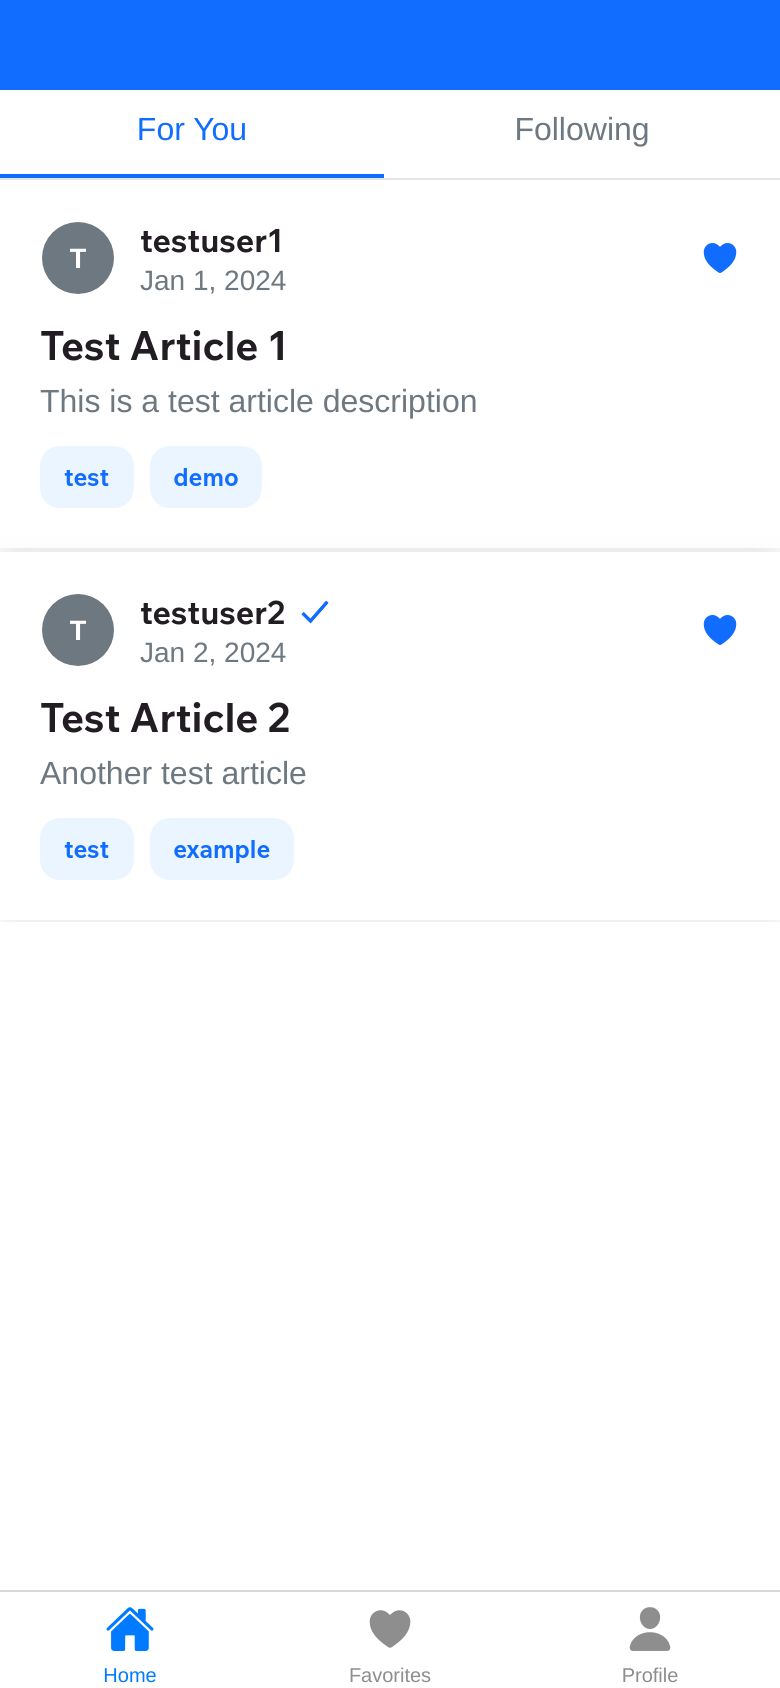 For You
Following
T
testuser1
Jan 1, 2024
Test Article 1
This is a test article description
test
demo
T
testuser2
Jan 2, 2024
Test Article 2
Another test article
test
example
Home
Favorites
Profile